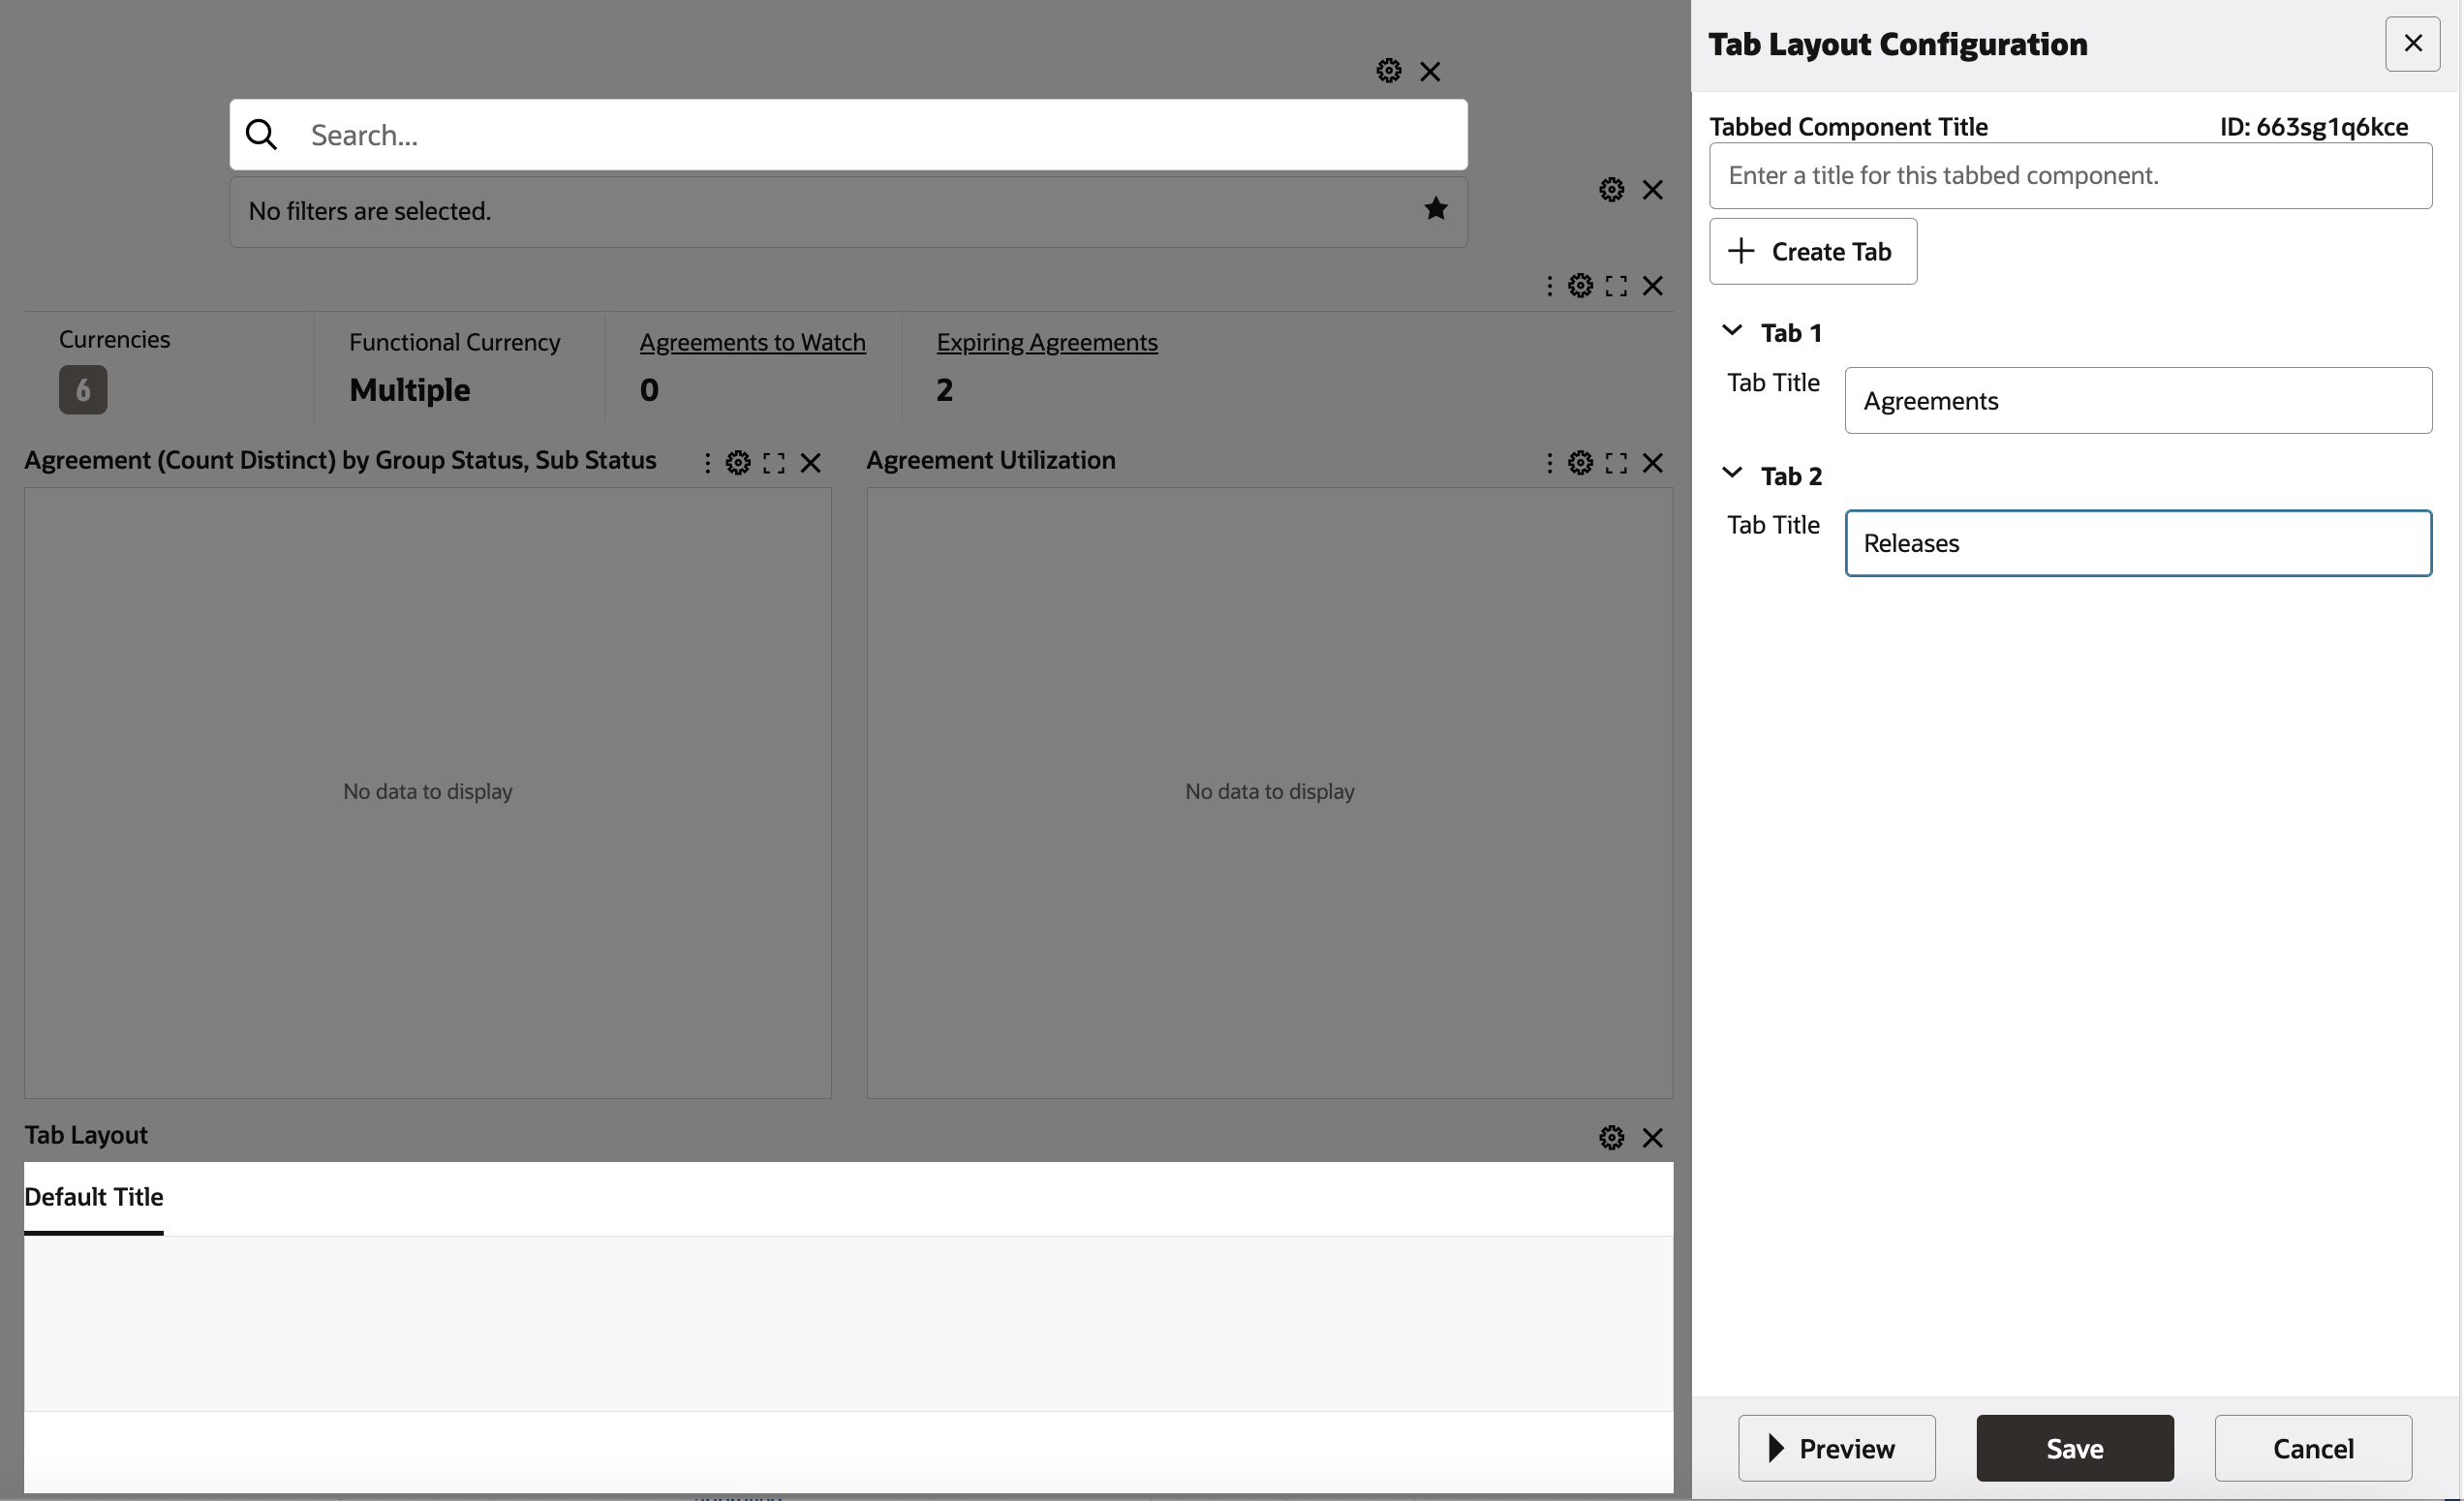 Search...
No filters are selected.
Currencies
6
Functional Currency
Multiple
Agreements to Watch
0
Expiring Agreements
2
Agreement (Count Distinct) by Group Status, Sub Status
No data to display
Agreement Utilization
No data to display
Tab Layout
Default Title
Tab Layout Configuration
Tabbed Component Title
ID: 663sg1q6kce
Enter a title for this tabbed component.
Create Tab
Tab 1
Tab Title
Agreements
Tab 2
Tab Title
Releases
Preview
Save
Cancel